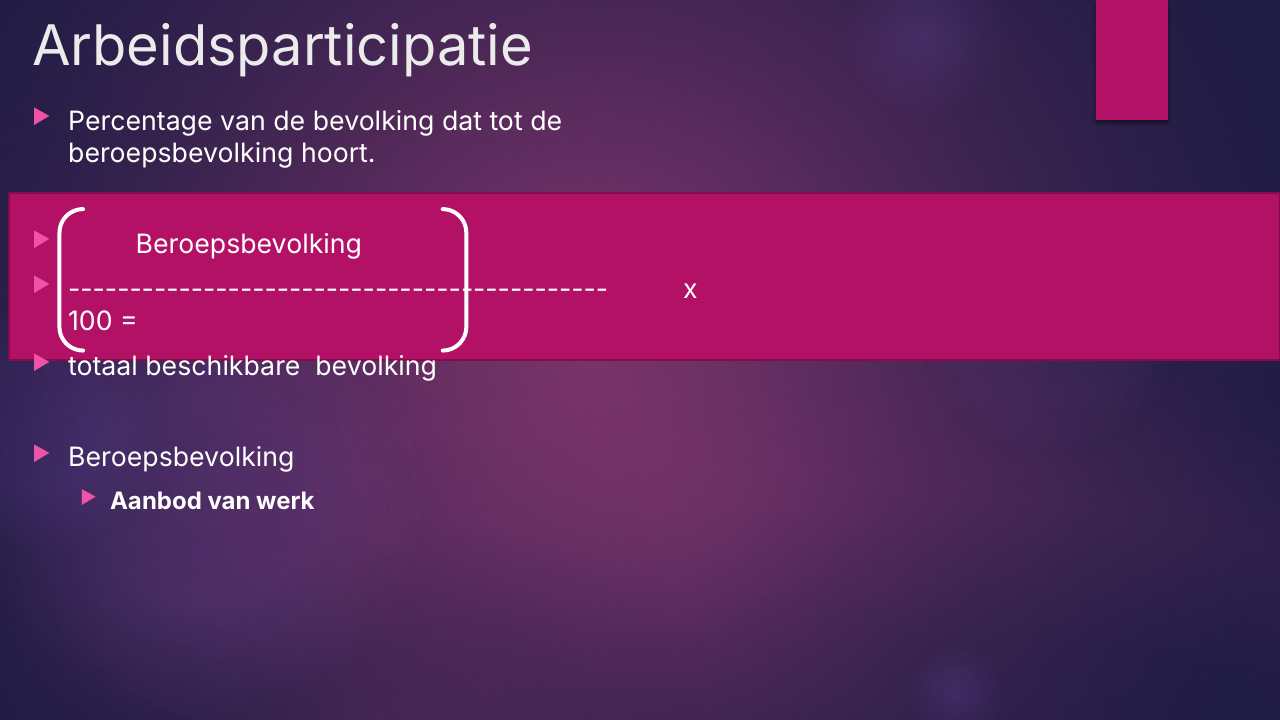 Arbeidsparticipatie
Percentage van de bevolking dat tot de
beroepsbevolking hoort.
Beroepsbevolking
-------------------------------------------- x
100 =
totaal beschikbare  bevolking
Beroepsbevolking
Aanbod van werk